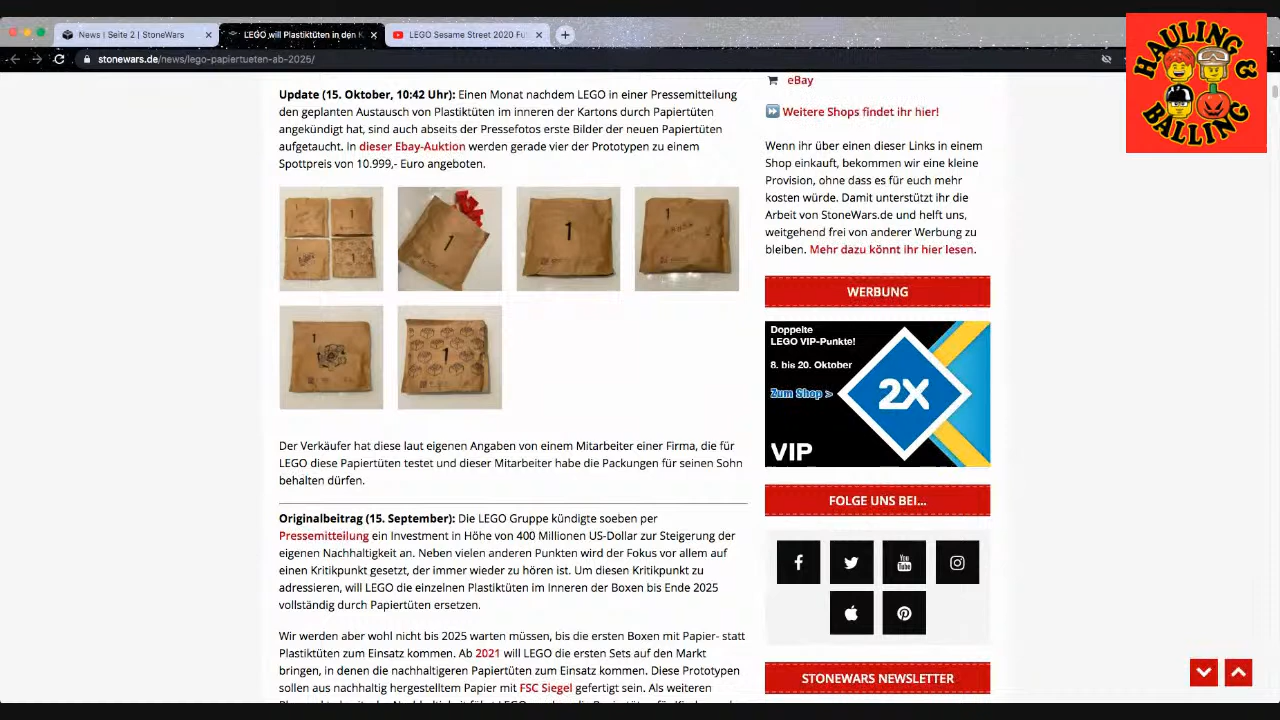 News | Seite 2 | StoneWars
LEGO will Plastiktüten in den K
LEGO Sesame Street 2020 Fu
stonewars.de/news/lego-papiertueten-ab-2025/
HAULING &
BALLING
Update (15. Oktober, 10:42 Uhr): Einen Monat nachdem LEGO in einer Pressemitteilung
den geplanten Austausch von Plastiktüten im inneren der Kartons durch Papiertüten
angekündigt hat, sind auch abseits der Pressefotos erste Bilder der neuen Papiertüten
aufgetaucht. In dieser Ebay-Auktion werden gerade vier der Prototypen zu einem
Spottpreis von 10.999,- Euro angeboten.
1
1
1
1
1
1
1
1
Der Verkäufer hat diese laut eigenen Angaben von einem Mitarbeiter einer Firma, die für
LEGO diese Papiertüten testet und dieser Mitarbeiter habe die Packungen für seinen Sohn
behalten dürfen.
Originalbeitrag (15. September): Die LEGO Gruppe kündigte soeben per
Pressemitteilung ein Investment in Höhe von 400 Millionen US-Dollar zur Steigerung der
eigenen Nachhaltigkeit an. Neben vielen anderen Punkten wird der Fokus vor allem auf
einen Kritikpunkt gesetzt, der immer wieder zu hören ist. Um diesen Kritikpunkt zu
adressieren, will LEGO die einzelnen Plastiktüten im Inneren der Boxen bis Ende 2025
vollständig durch Papiertüten ersetzen.
Wir werden aber wohl nicht bis 2025 warten müssen, bis die ersten Boxen mit Papier- statt
Plastiktüten zum Einsatz kommen. Ab 2021 will LEGO die ersten Sets auf den Markt
bringen, in denen die nachhaltigeren Papiertüten zum Einsatz kommen. Diese Prototypen
sollen aus nachhaltig hergestelltem Papier mit FSC Siegel gefertigt sein. Als weiteren
eBay
Weitere Shops findet ihr hier!
Wenn ihr über einen dieser Links in einem
Shop einkauft, bekommen wir eine kleine
Provision, ohne dass es für euch mehr
kosten würde. Damit unterstützt ihr die
Arbeit von StoneWars.de und helft uns,
weitgehend frei von anderer Werbung zu
bleiben. Mehr dazu könnt ihr hier lesen.
WERBUNG
Doppelte
LEGO VIP-Punkte!
8. bis 20. Oktober
Zum Shop >
2X
VIP
FOLGE UNS BEI...
You
Tube
STONEWARS NEWSLETTER